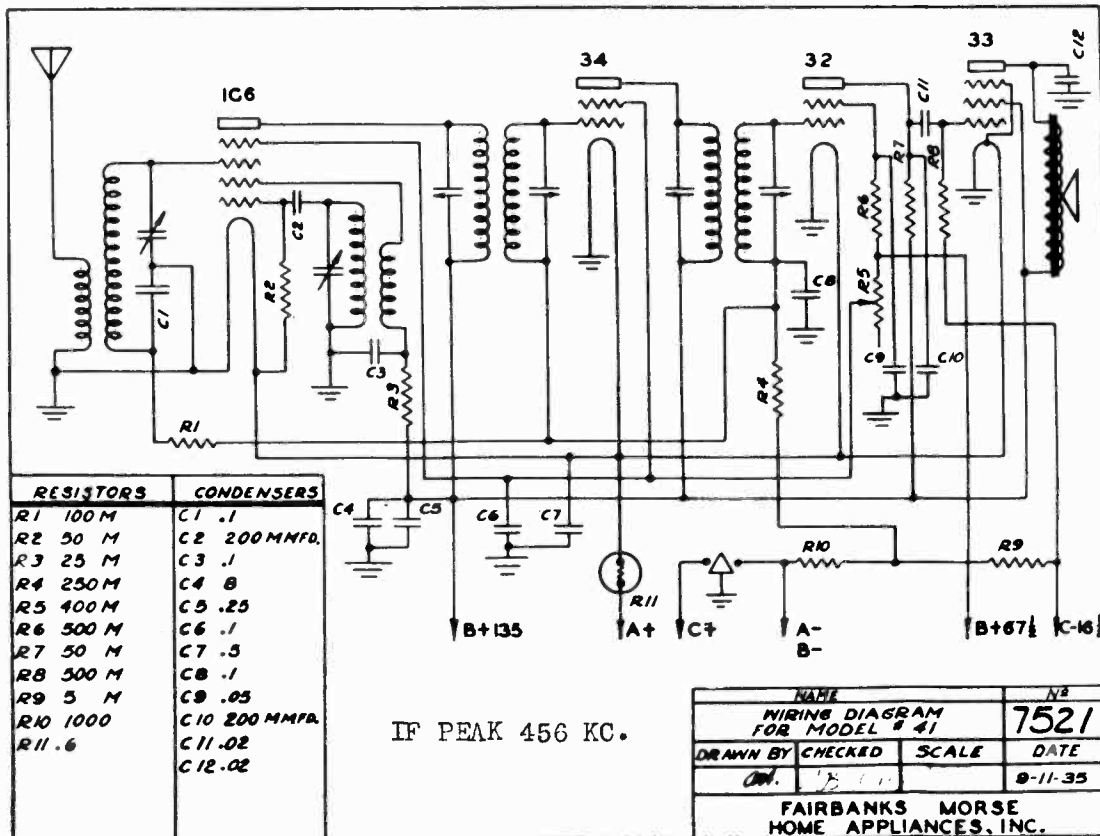 34
32
33
C12
1C6
C11
R7
R8
R6
C2
R2
R5
C8
C1
C3
R3
R4
C9
C10
R1
C4
C5
C6
C7
R10
R9
R11
B+135
A+
C+
A-
B-
B+67½
C-16½
RESISTORS CONDENSERS
R1 100 M C1 .1
R2 50 M C2 200 MMFD.
R3 25 M C3 .1
R4 250 M C4 8
R5 400 M C5 .25
R6 500 M C6 .1
R7 50 M C7 .5
R8 500 M C8 .1
R9 5 M C9 .05
R10 1000 C10 200 MMFD.
R11 .6 C11 .02
C12 .02
IF PEAK 456 KC.
NAME Nº
WIRING DIAGRAM
FOR MODEL # 41
7521
DRAWN BY CHECKED SCALE DATE
9-11-35
FAIRBANKS MORSE
HOME APPLIANCES, INC.